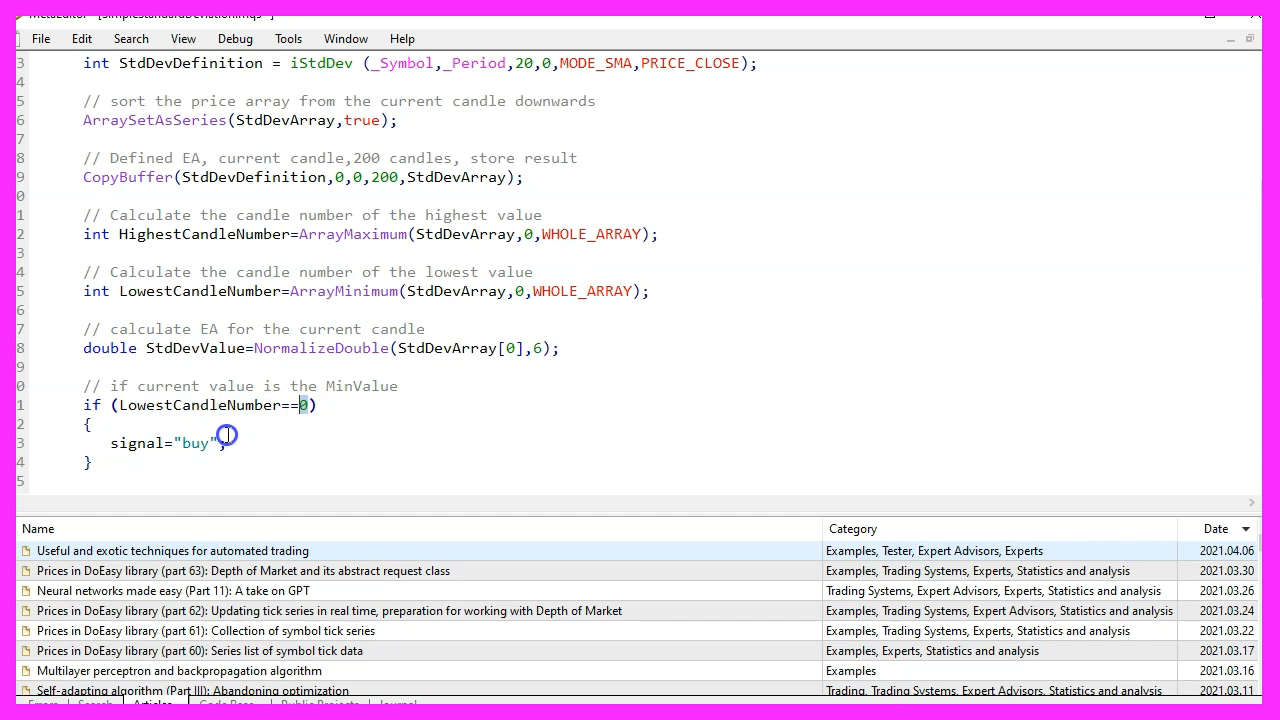 MetaEditor - [SimpleStandardDeviation.mq5 *]
File Edit Search View Debug Tools Window Help
3 int StdDevDefinition = iStdDev (_Symbol,_Period,20,0,MODE_SMA,PRICE_CLOSE);
4
5 // sort the price array from the current candle downwards
6 ArraySetAsSeries(StdDevArray,true);
7
8 // Defined EA, current candle,200 candles, store result
9 CopyBuffer(StdDevDefinition,0,0,200,StdDevArray);
0
1 // Calculate the candle number of the highest value
2 int HighestCandleNumber=ArrayMaximum(StdDevArray,0,WHOLE_ARRAY);
3
4 // Calculate the candle number of the lowest value
5 int LowestCandleNumber=ArrayMinimum(StdDevArray,0,WHOLE_ARRAY);
6
7 // calculate EA for the current candle
8 double StdDevValue=NormalizeDouble(StdDevArray[0],6);
9
0 // if current value is the MinValue
1 if (LowestCandleNumber==0)
2 {
3 signal="buy";
4 }
5
Name Category Date
Useful and exotic techniques for automated trading Examples, Tester, Expert Advisors, Experts 2021.04.06
Prices in DoEasy library (part 63): Depth of Market and its abstract request class Examples, Trading Systems, Experts, Statistics and analysis 2021.03.30
Neural networks made easy (Part 11): A take on GPT Trading Systems, Experts, Statistics and analysis 2021.03.26
Prices in DoEasy library (part 62): Updating tick series in real time, preparation for working with Depth of Market Examples, Trading Systems, Expert Advisors, Statistics and analysis 2021.03.24
Prices in DoEasy library (part 61): Collection of symbol tick series Examples, Trading Systems, Experts, Statistics and analysis 2021.03.22
Prices in DoEasy library (part 60): Series list of symbol tick data Examples, Experts, Statistics and analysis 2021.03.17
Multilayer perceptron and backpropagation algorithm Examples 2021.03.16
Self-adapting algorithm (Part III): Abandoning optimization Trading, Trading Systems, Expert Advisors, Statistics and analysis 2021.03.11
Errors Search Articles Code Base Public Projects Journal